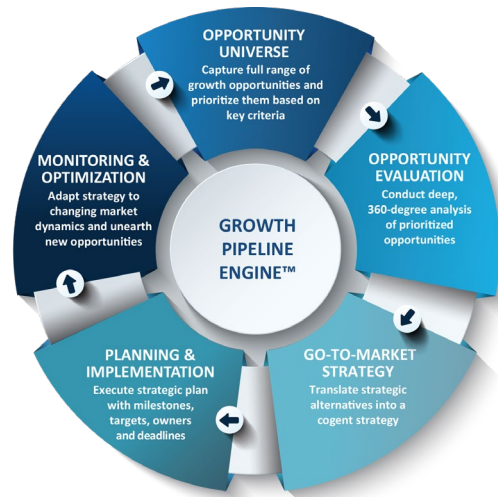 OPPORTUNITY
UNIVERSE
Capture full range of
growth opportunities and
prioritize them based on
key criteria
OPPORTUNITY
EVALUATION
Conduct deep,
360-degree analysis
of prioritized
opportunities
GO-TO-MARKET
STRATEGY
Translate strategic
alternatives into a
cogent strategy
PLANNING &
IMPLEMENTATION
Execute strategic plan
with milestones,
targets, owners
and deadlines
MONITORING &
OPTIMIZATION
Adapt strategy to
changing market
dynamics and unearth
new opportunities
GROWTH
PIPELINE
ENGINE™